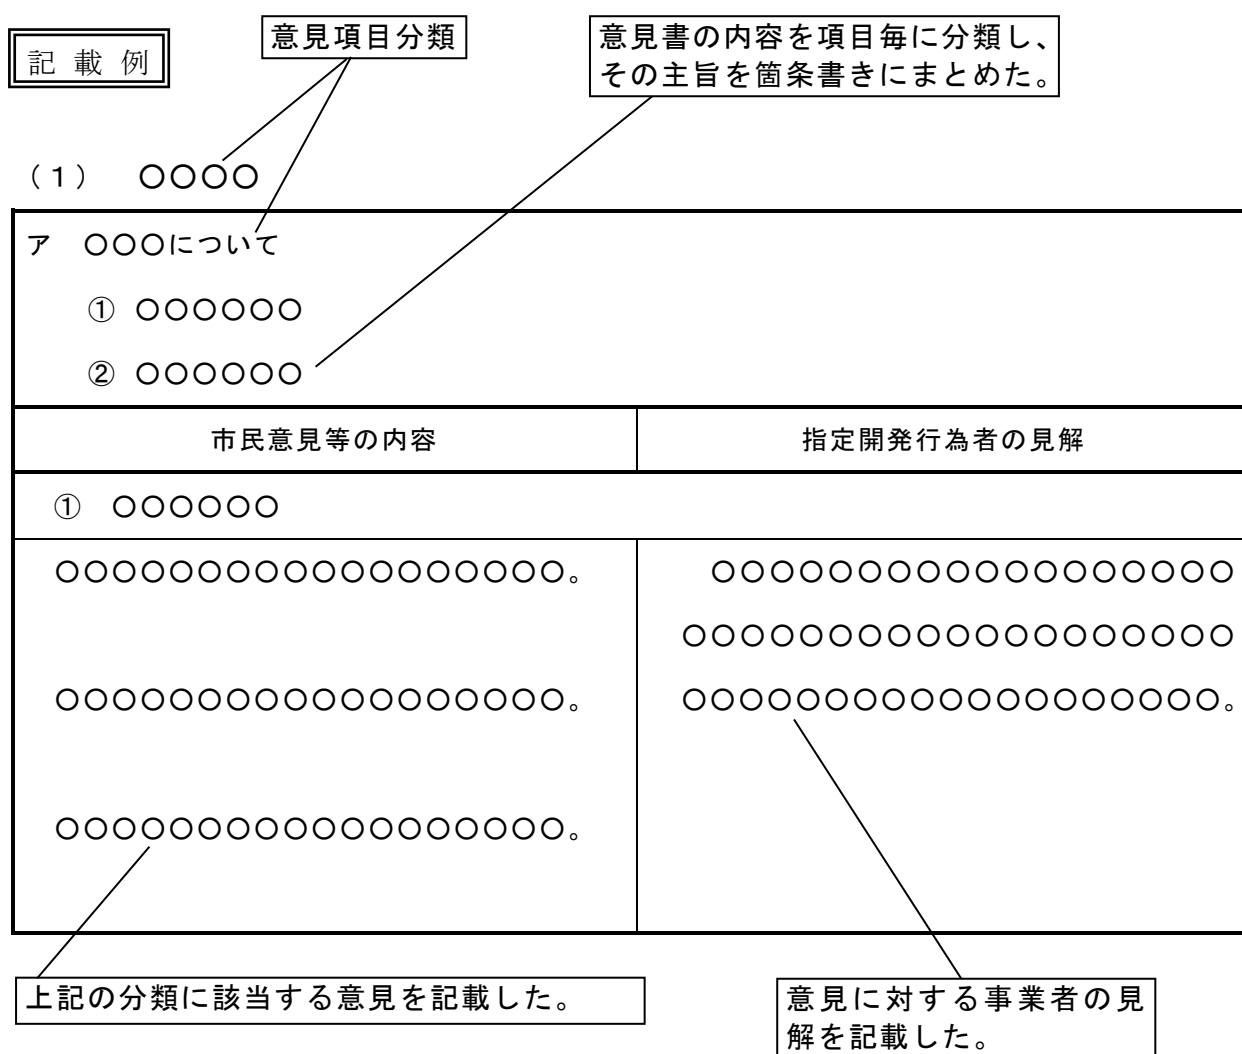 記 載 例
意見項目分類
意見書の内容を項目毎に分類し、
その主旨を箇条書きにまとめた。
(1) ○○○○
ア ○○○について
① ○○○○○○
② ○○○○○○
市民意見等の内容
指定開発行為者の見解
① ○○○○○○
○○○○○○○○○○○○○○○○○○。
○○○○○○○○○○○○○○○○○○。
○○○○○○○○○○○○○○○○○○。
○○○○○○○○○○○○○○○○○○
○○○○○○○○○○○○○○○○○○○
○○○○○○○○○○○○○○○○○○○。
上記の分類に該当する意見を記載した。
意見に対する事業者の見
解を記載した。